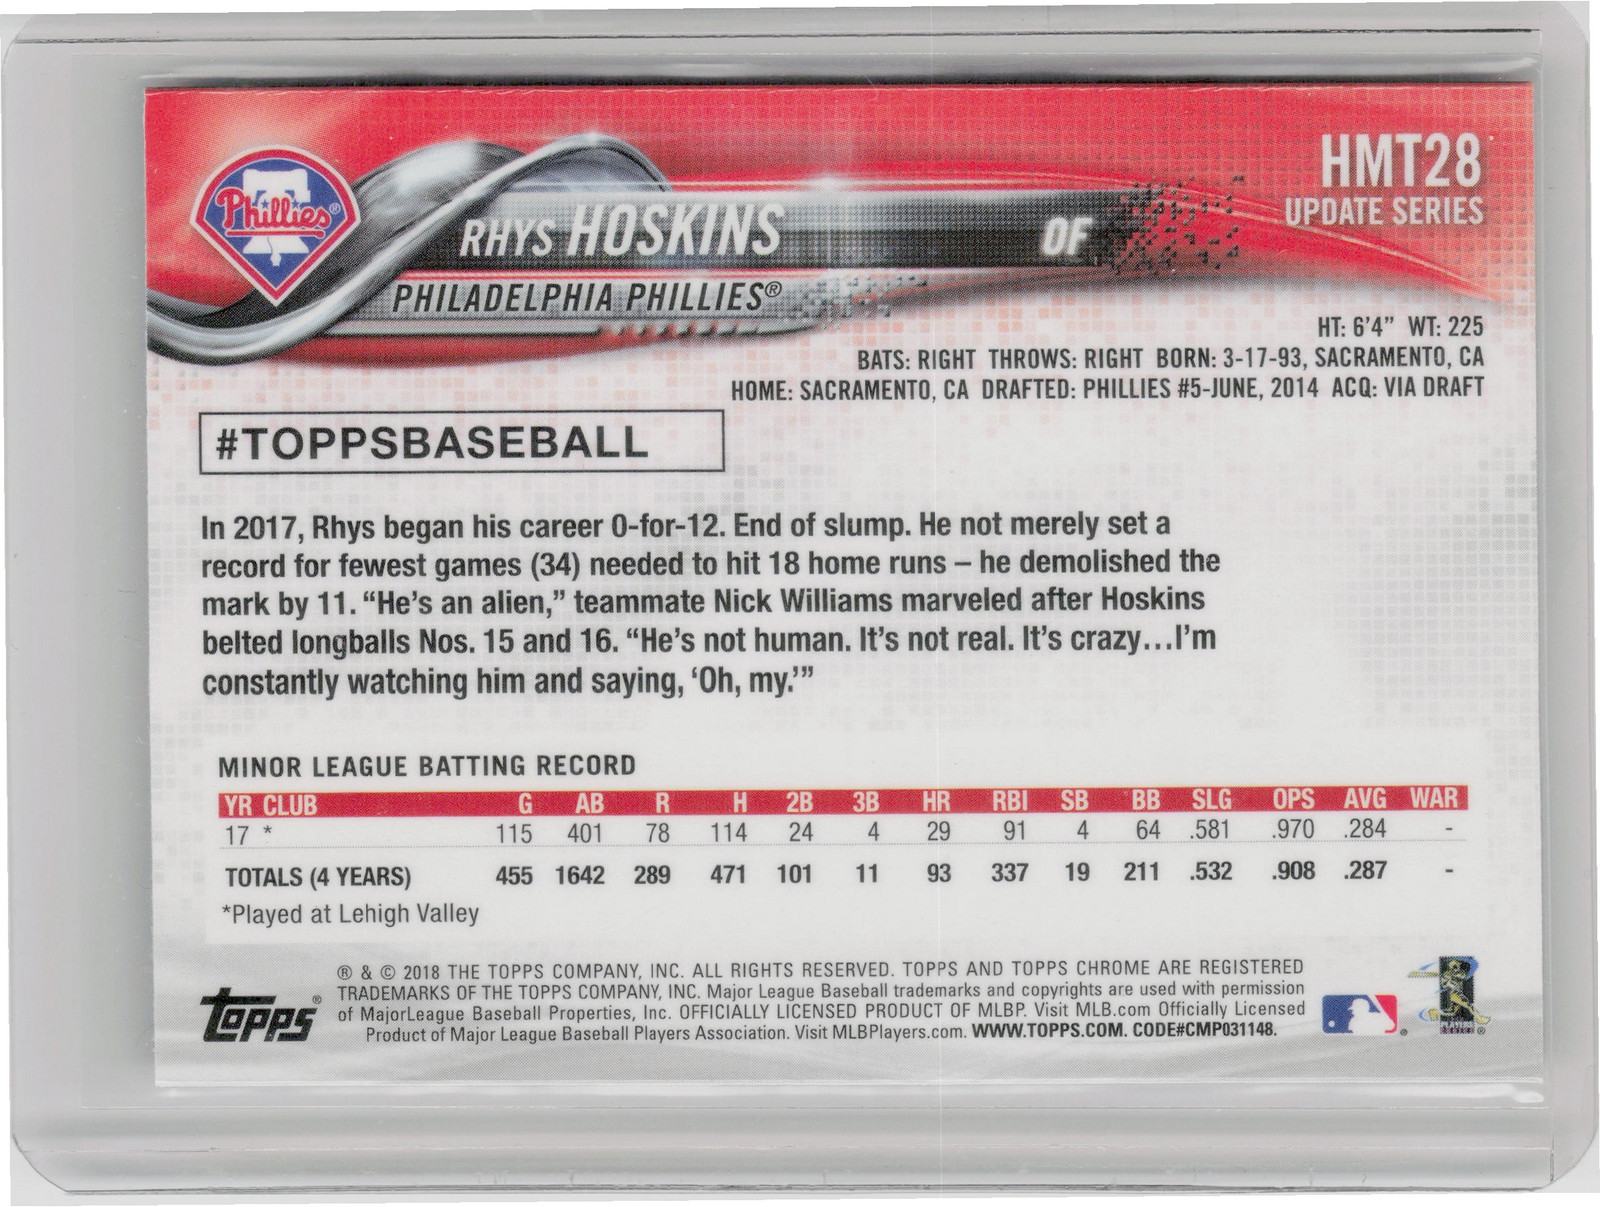 HMT28
UPDATE SERIES
Phillies®
RHYS HOSKINS OF
PHILADELPHIA PHILLIES®
HT: 6'4" WT: 225
BATS: RIGHT THROWS: RIGHT BORN: 3-17-93, SACRAMENTO, CA
HOME: SACRAMENTO, CA DRAFTED: PHILLIES #5-JUNE, 2014 ACQ: VIA DRAFT
#TOPPSBASEBALL
In 2017, Rhys began his career 0-for-12. End of slump. He not merely set a
record for fewest games (34) needed to hit 18 home runs – he demolished the
mark by 11. “He’s an alien,” teammate Nick Williams marveled after Hoskins
belted longballs Nos. 15 and 16. “He’s not human. It’s not real. It’s crazy…I’m
constantly watching him and saying, ‘Oh, my.’”
MINOR LEAGUE BATTING RECORD
YR CLUB G AB R H 2B 3B HR RBI SB BB SLG OPS AVG WAR
17 * 115 401 78 114 24 4 29 91 4 64 .581 .970 .284 -
TOTALS (4 YEARS) 455 1642 289 471 101 11 93 337 19 211 .532 .908 .287 -
*Played at Lehigh Valley
® & © 2018 THE TOPPS COMPANY, INC. ALL RIGHTS RESERVED. TOPPS AND TOPPS CHROME ARE REGISTERED
TRADEMARKS OF THE TOPPS COMPANY, INC. Major League Baseball trademarks and copyrights are used with permission
of MajorLeague Baseball Properties, Inc. OFFICIALLY LICENSED PRODUCT OF MLBP. Visit MLB.com Officially Licensed
Product of Major League Baseball Players Association. Visit MLBPlayers.com. WWW.TOPPS.COM. CODE#CMP031148.
topps®